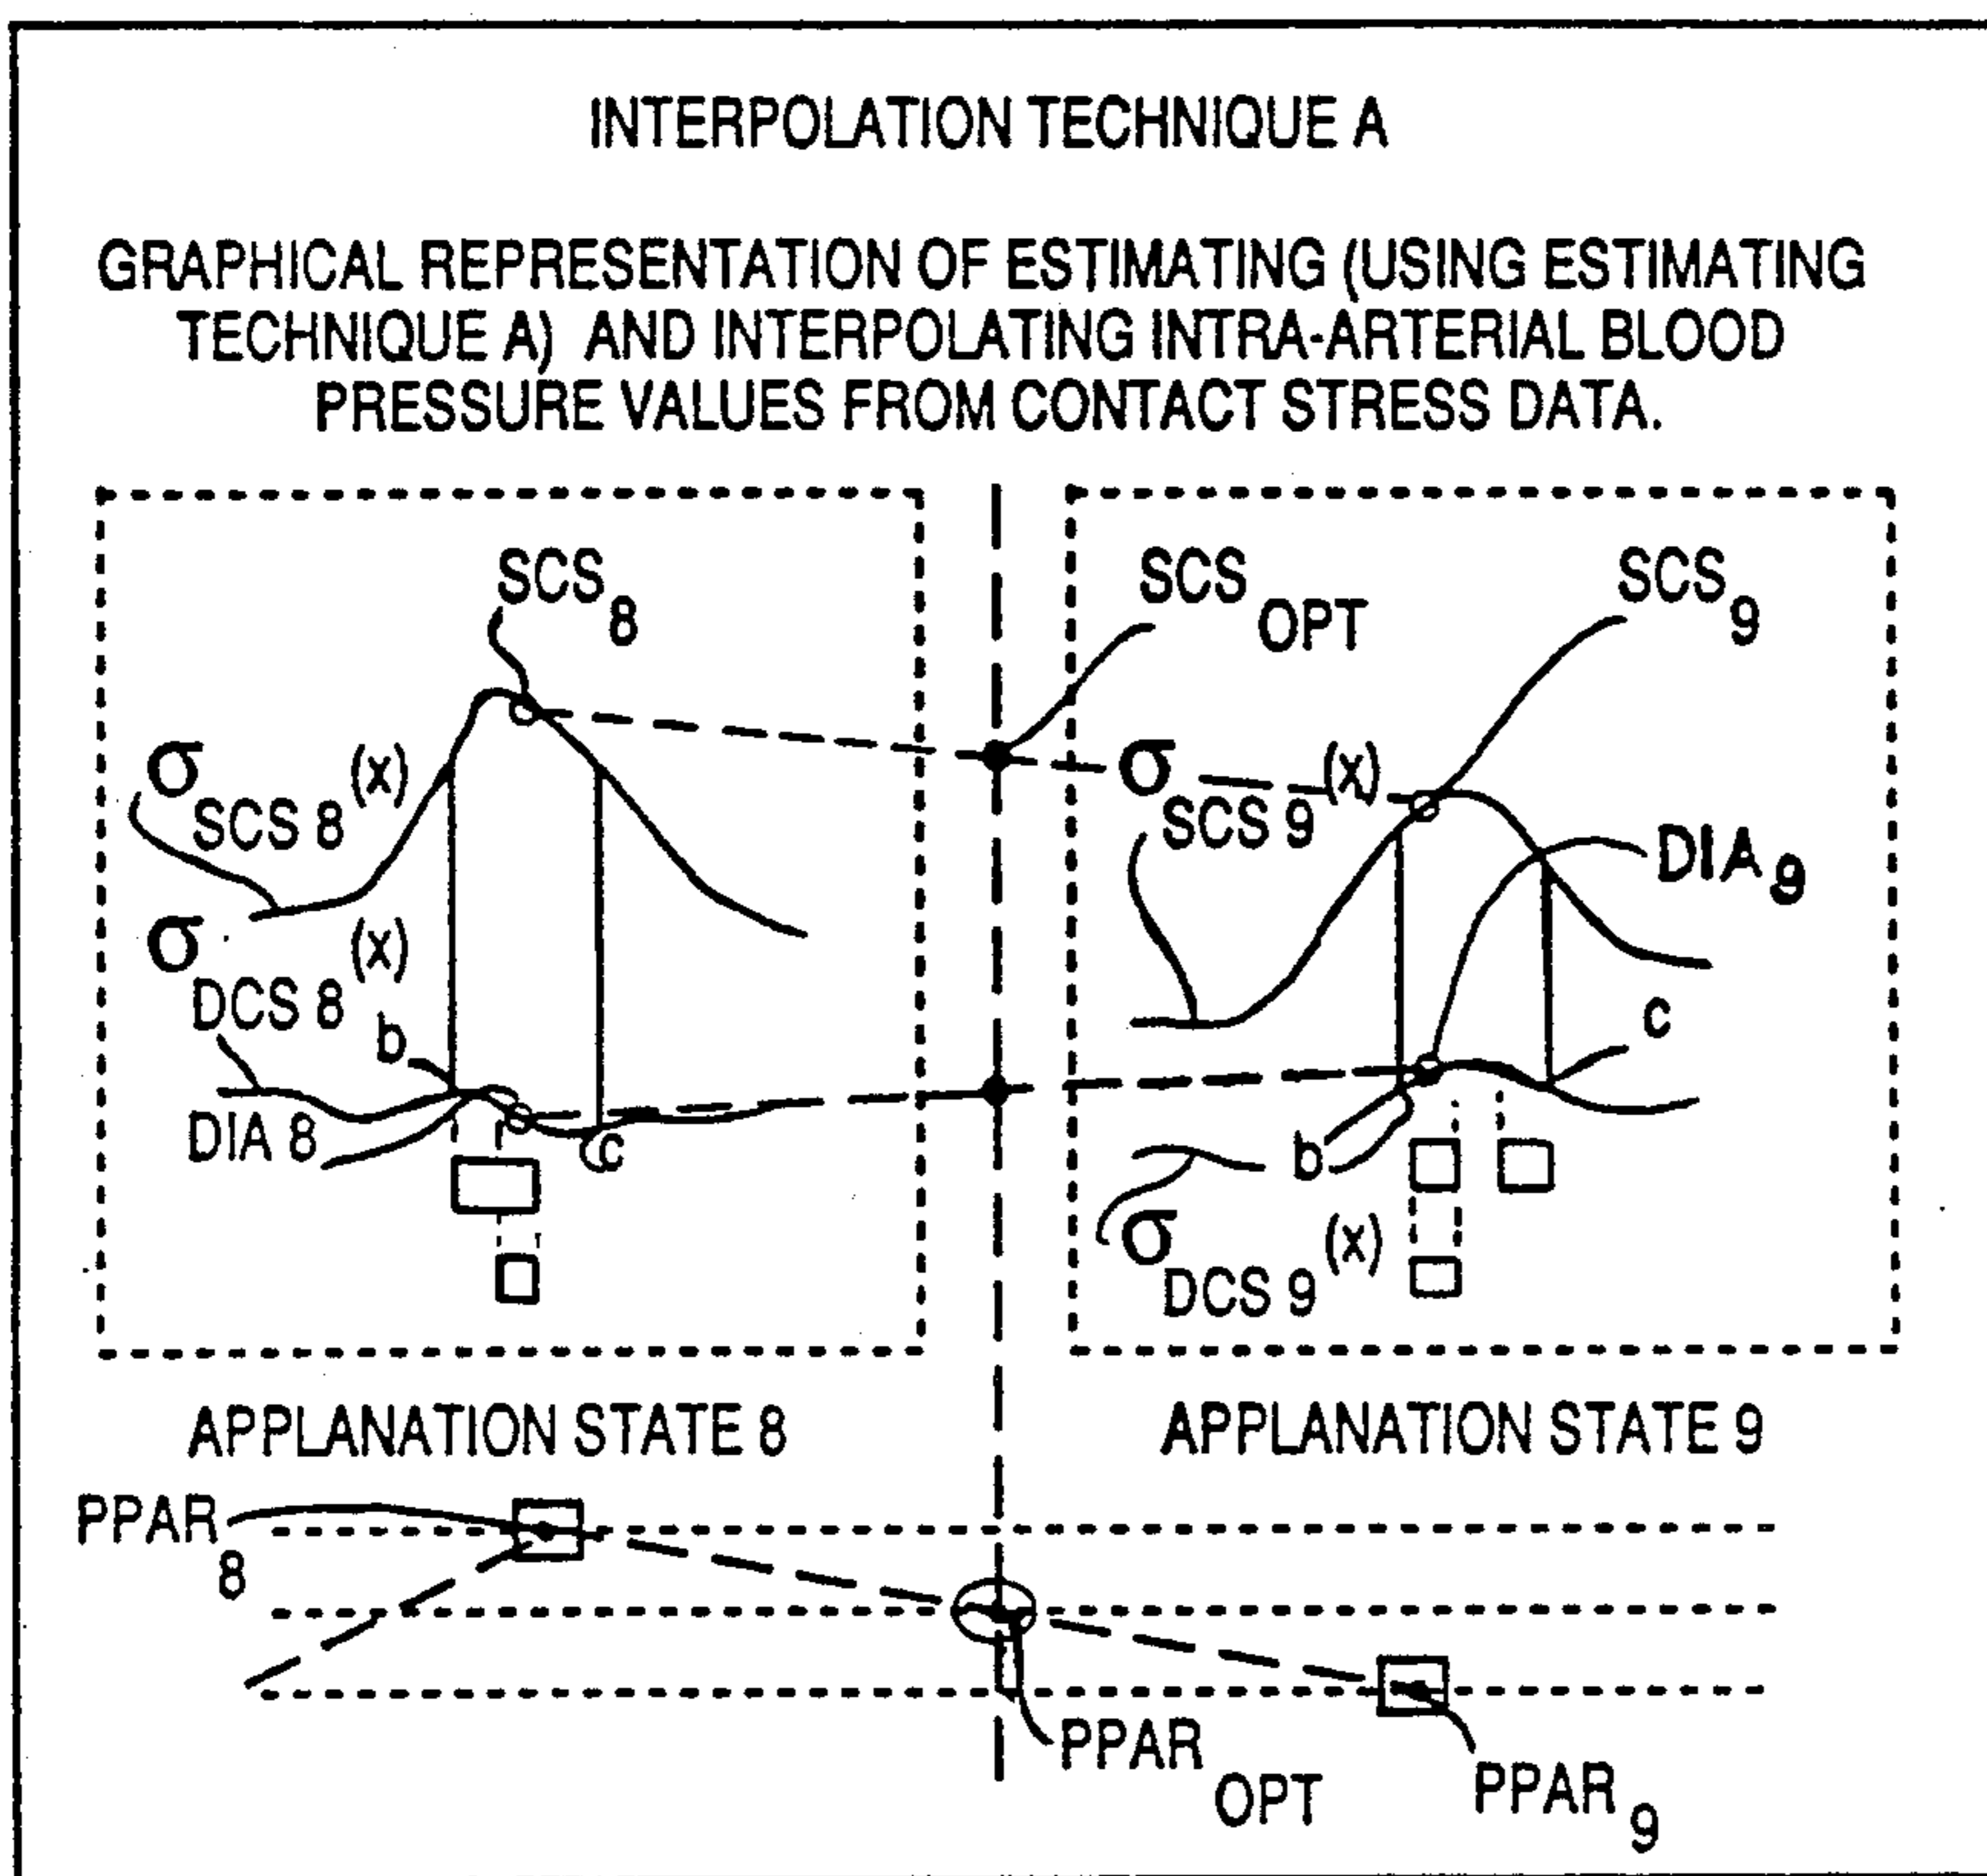 INTERPOLATION TECHNIQUE A
GRAPHICAL REPRESENTATION OF ESTIMATING (USING ESTIMATING
TECHNIQUE A) AND INTERPOLATING INTRA-ARTERIAL BLOOD
PRESSURE VALUES FROM CONTACT STRESS DATA.
SCS8
σSCS 8(x)
σDCS 8(x)
b
DIA 8
c
SCSOPT
SCS9
σSCS 9(x)
DIA9
c
b
σDCS 9(x)
APPLANATION STATE 8
APPLANATION STATE 9
PPAR8
PPAROPT
PPAR9